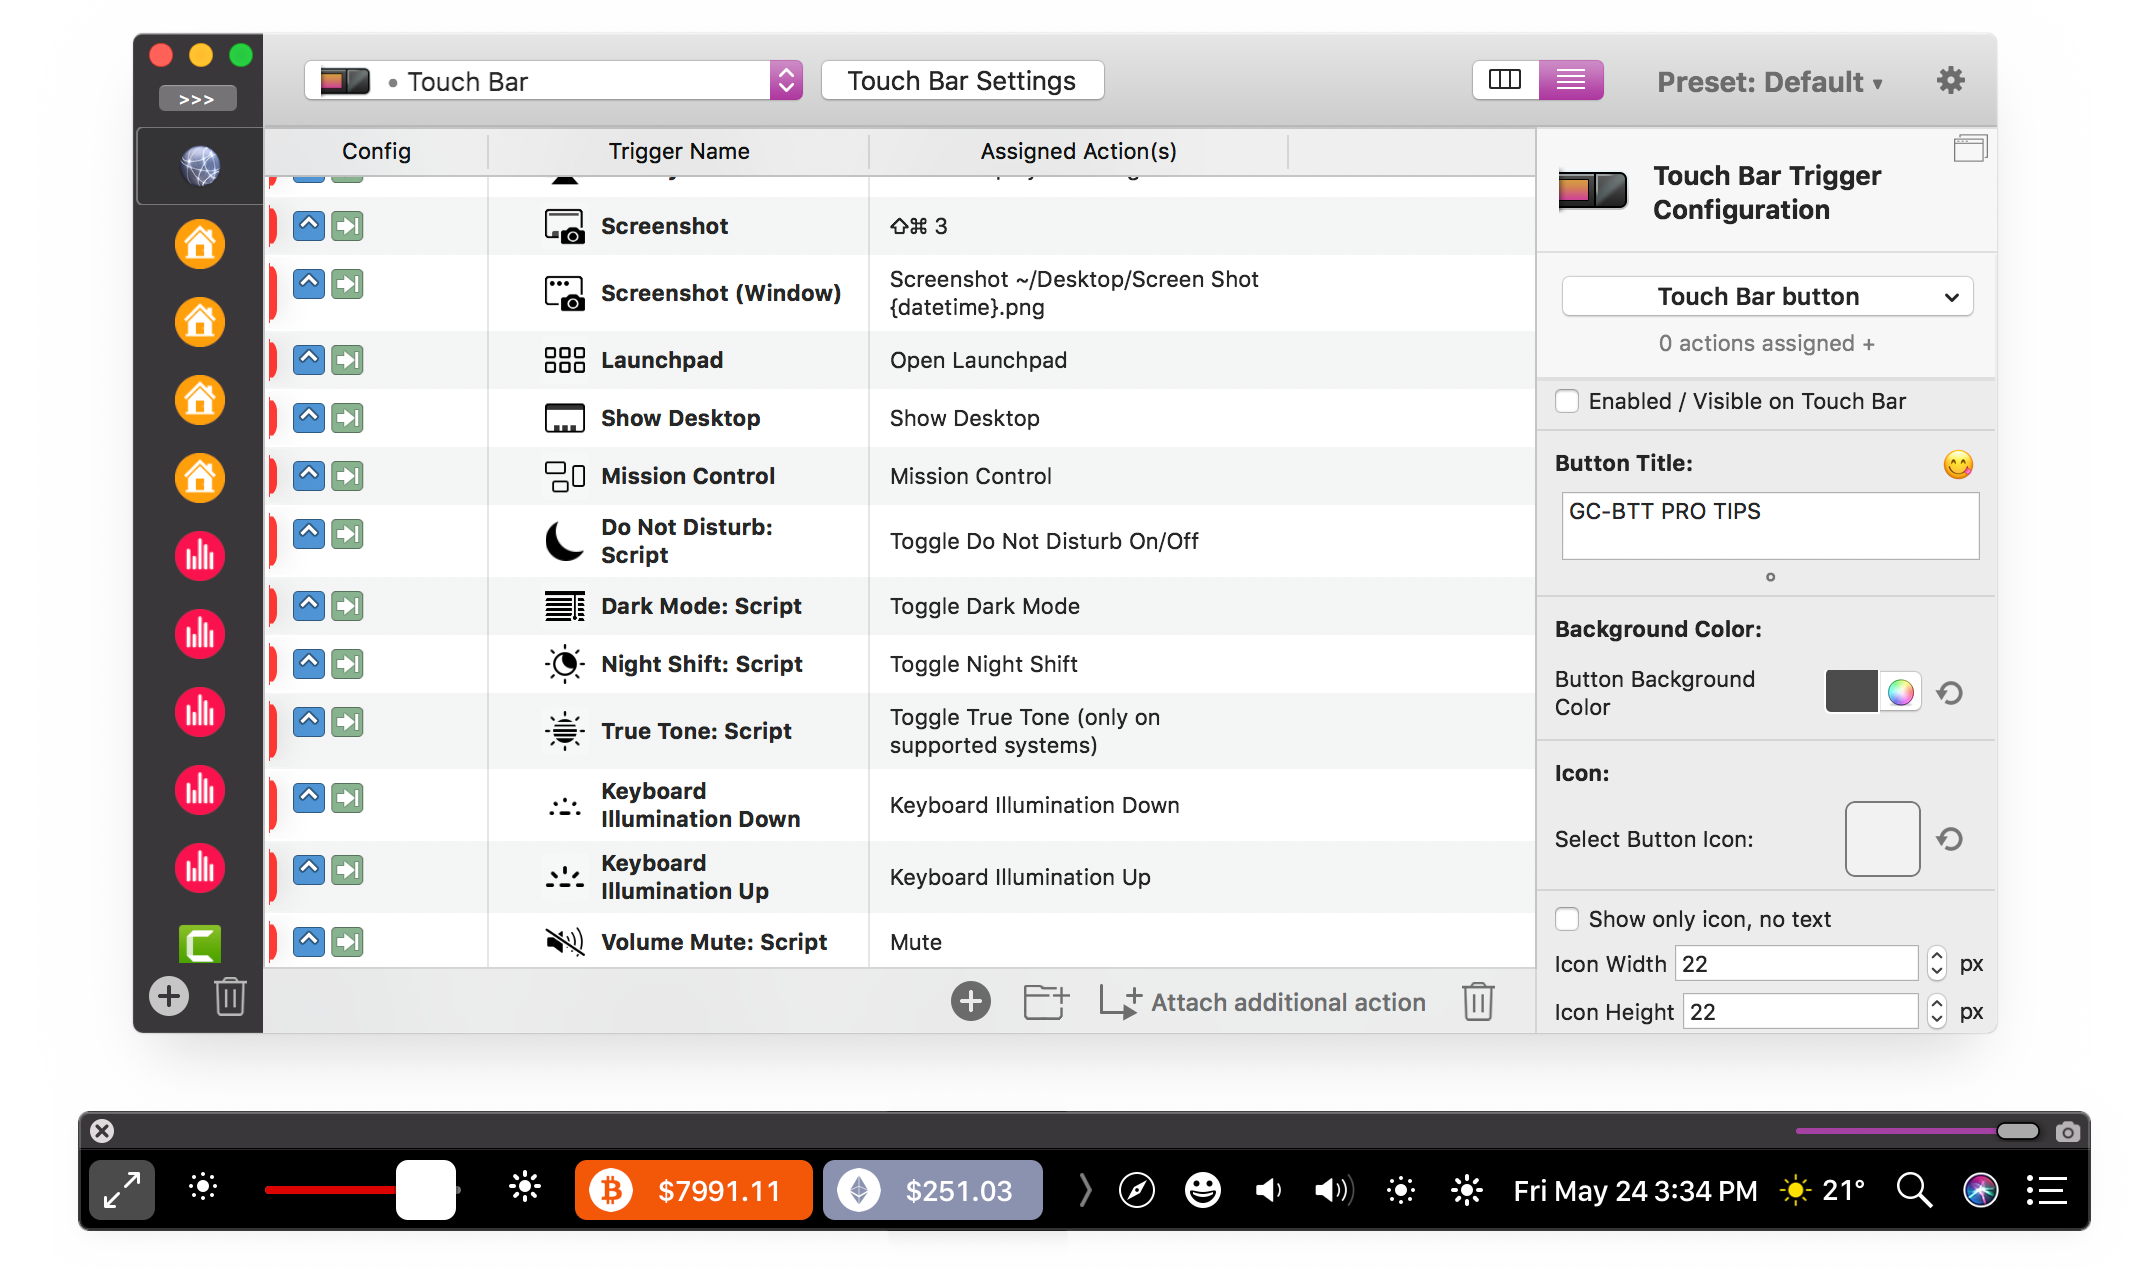 >>>
• Touch Bar
Touch Bar Settings
Preset: Default ▾
Config
Trigger Name
Assigned Action(s)
Screenshot
⇧⌘ 3
Screenshot (Window)
Screenshot ~/Desktop/Screen Shot
{datetime}.png
Launchpad
Open Launchpad
Show Desktop
Show Desktop
Mission Control
Mission Control
Do Not Disturb:
Script
Toggle Do Not Disturb On/Off
Dark Mode: Script
Toggle Dark Mode
Night Shift: Script
Toggle Night Shift
True Tone: Script
Toggle True Tone (only on
supported systems)
Keyboard
Illumination Down
Keyboard Illumination Down
Keyboard
Illumination Up
Keyboard Illumination Up
Volume Mute: Script
Mute
Attach additional action
Touch Bar Trigger
Configuration
Touch Bar button
0 actions assigned +
Enabled / Visible on Touch Bar
Button Title:
GC-BTT PRO TIPS
Background Color:
Button Background
Color
Icon:
Select Button Icon:
Show only icon, no text
Icon Width 22 px
Icon Height 22 px
$7991.11
$251.03
Fri May 24 3:34 PM
21°